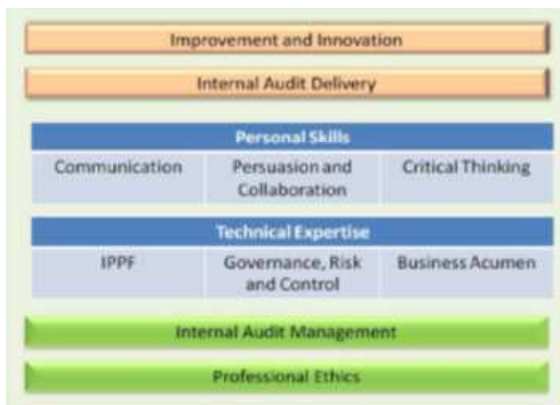 Improvement and Innovation
Internal Audit Delivery
Personal Skills
Communication
Persuasion and
Collaboration
Critical Thinking
Technical Expertise
IPPF
Governance, Risk
and Control
Business Acumen
Internal Audit Management
Professional Ethics